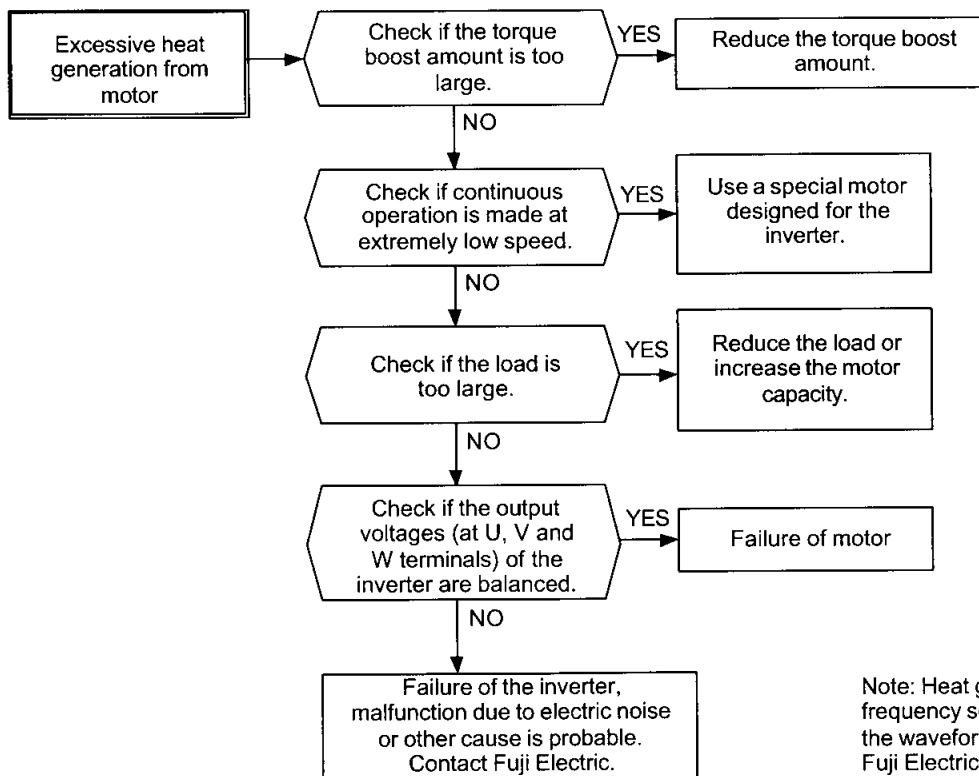 Excessive heat
generation from
motor
Check if the torque
boost amount is too
large.
YES
Reduce the torque boost
amount.
NO
Check if continuous
operation is made at
extremely low speed.
YES
Use a special motor
designed for the
inverter.
NO
Check if the load is
too large.
YES
Reduce the load or
increase the motor
capacity.
NO
Check if the output
voltages (at U, V and
W terminals) of the
inverter are balanced.
YES
Failure of motor
NO
Failure of the inverter,
malfunction due to electric noise
or other cause is probable.
Contact Fuji Electric.
Note: Heat
frequency
the
Fuji Electric